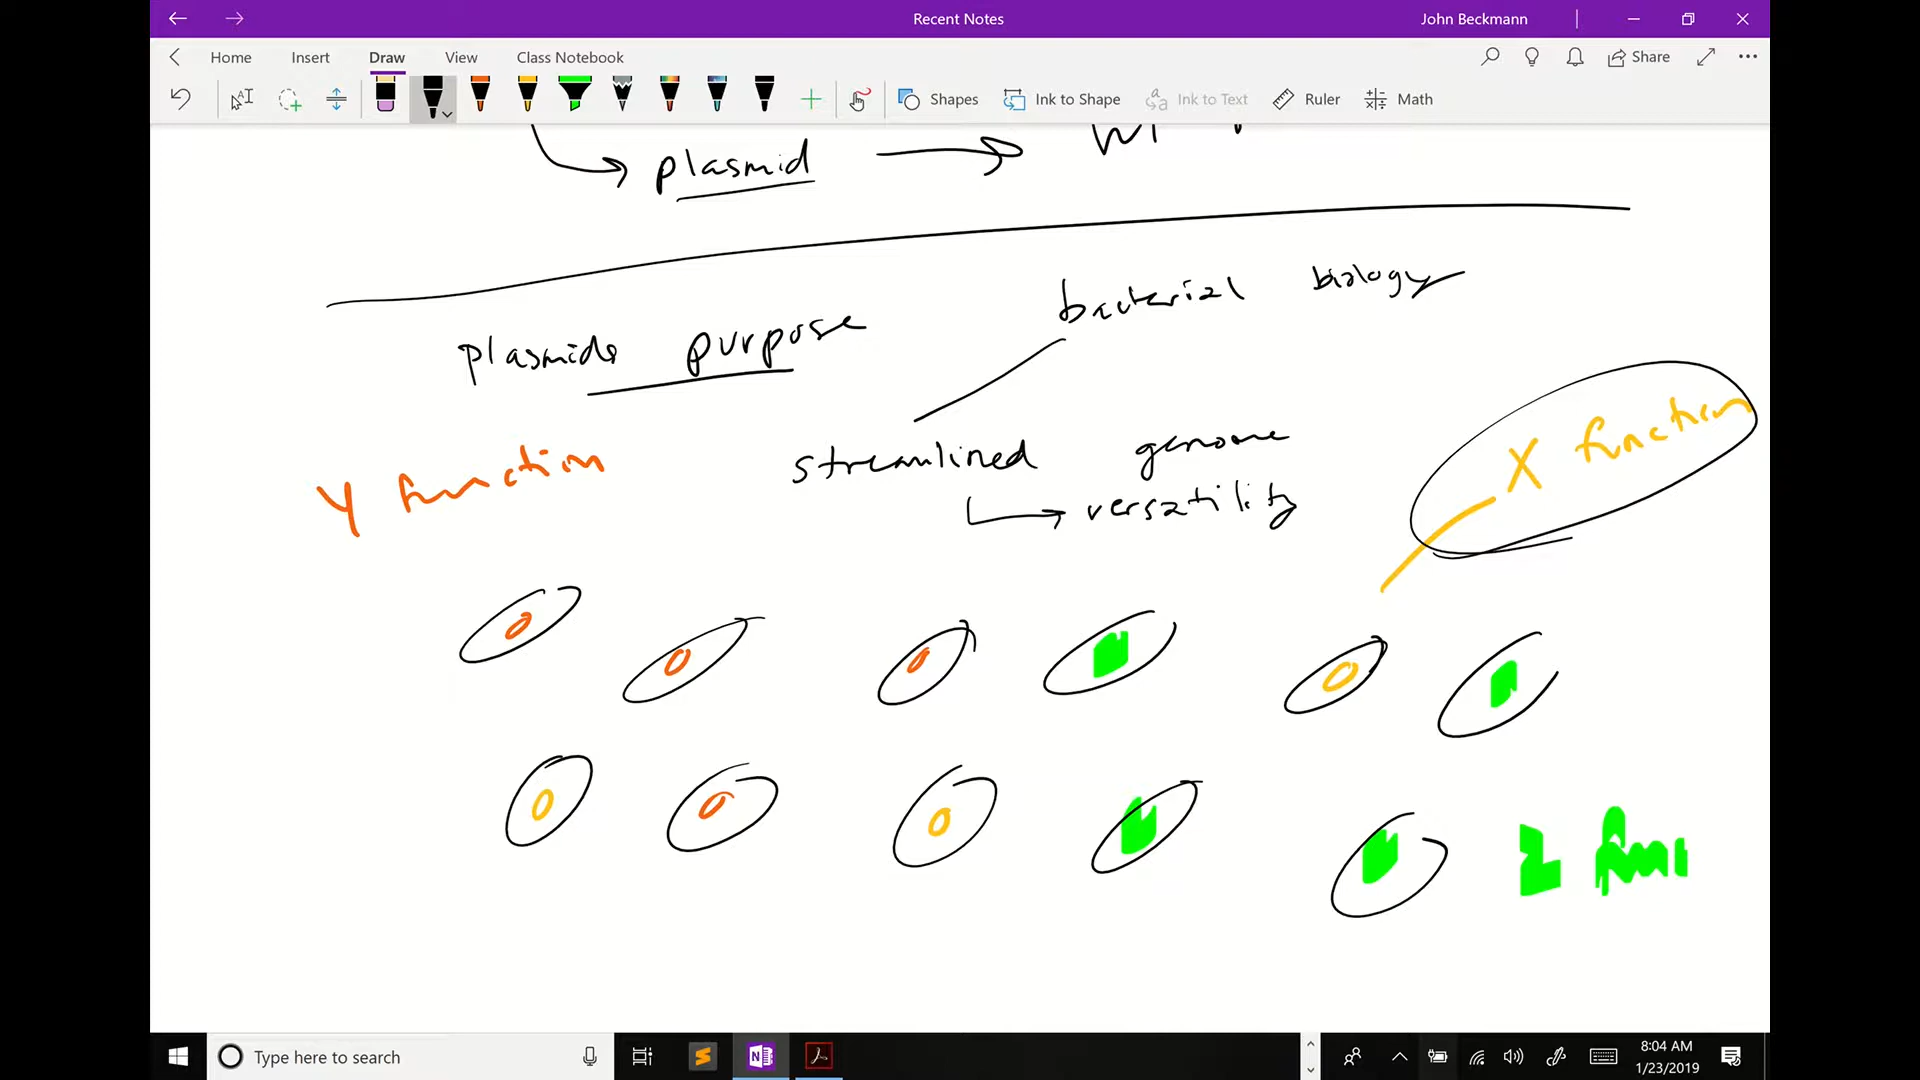 Recent Notes
John Beckmann
Home Insert Draw View Class Notebook
Share
Shapes Ink to Shape Ink to Text Ruler Math
plasmid
plasmids purpose
bacterial biology
Y function
streamlined genome
versatility
X function
Type here to search
8:04 AM
1/23/2019